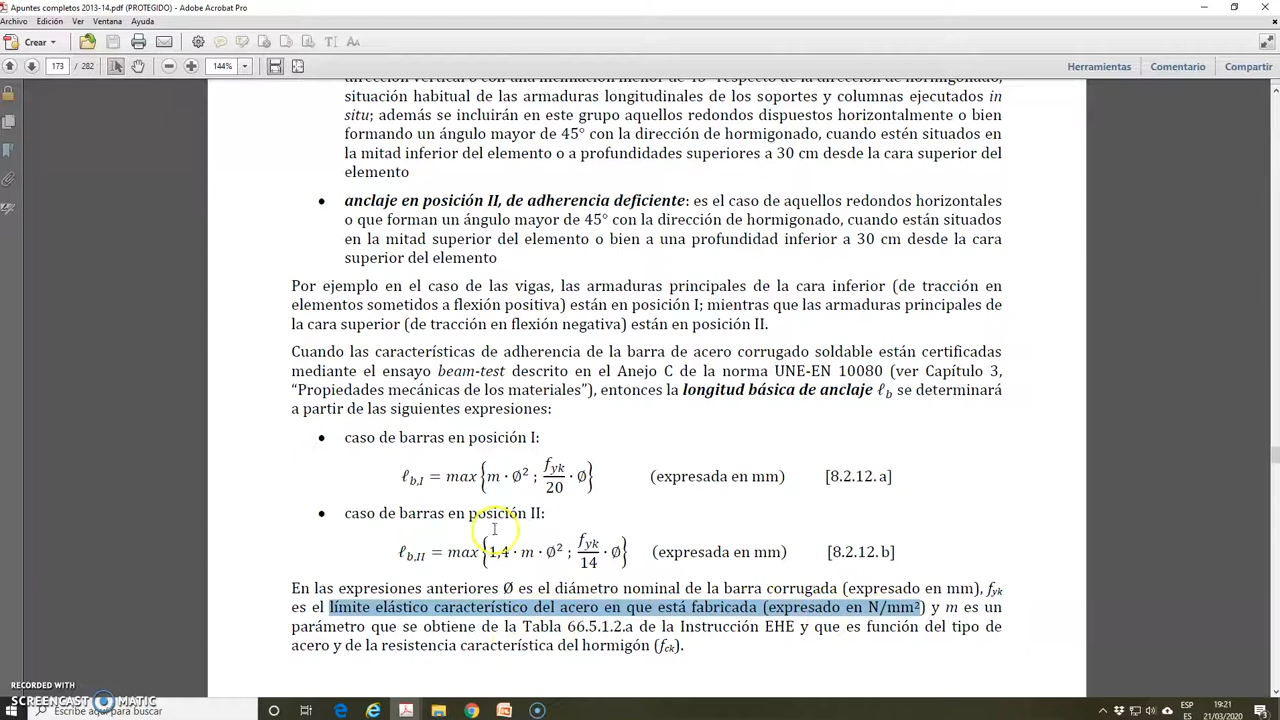 Apuntes completos 2013-14.pdf (PROTEGIDO) - Adobe Acrobat Pro
Archivo Edición Ver Ventana Ayuda
Crear
173 / 282 144% Herramientas Comentario Compartir
situación habitual de las armaduras longitudinales de los soportes y columnas ejecutados in
situ; además se incluirán en este grupo aquellos redondos dispuestos horizontalmente o bien
formando un ángulo mayor de 45° con la dirección de hormigonado, cuando estén situados en
la mitad inferior del elemento o a profundidades superiores a 30 cm desde la cara superior del
elemento
• anclaje en posición II, de adherencia deficiente: es el caso de aquellos redondos horizontales
o que forman un ángulo mayor de 45° con la dirección de hormigonado, cuando están situados
en la mitad superior del elemento o bien a una profundidad inferior a 30 cm desde la cara
superior del elemento
Por ejemplo en el caso de las vigas, las armaduras principales de la cara inferior (de tracción en
elementos sometidos a flexión positiva) están en posición I; mientras que las armaduras principales de
la cara superior (de tracción en flexión negativa) están en posición II.
Cuando las características de adherencia de la barra de acero corrugado soldable están certificadas
mediante el ensayo beam-test descrito en el Anejo C de la norma UNE-EN 10080 (ver Capítulo 3,
“Propiedades mecánicas de los materiales”), entonces la longitud básica de anclaje ℓb se determinará
a partir de las siguientes expresiones:
• caso de barras en posición I:
ℓb,I = max {m · Ø² ; fyk/20 · Ø} (expresada en mm) [8.2.12.a]
• caso de barras en posición II:
ℓb,II = max {1,4 · m · Ø² ; fyk/14 · Ø} (expresada en mm) [8.2.12.b]
En las expresiones anteriores Ø es el diámetro nominal de la barra corrugada (expresado en mm), fyk
es el límite elástico característico del acero en que está fabricada (expresado en N/mm²) y m es un
parámetro que se obtiene de la Tabla 66.5.1.2.a de la Instrucción EHE y que es función del tipo de
acero y de la resistencia característica del hormigón (fck).
RECORDED WITH
SCREENCAST MATIC
Escribe aquí para buscar
ESP
ES
19:21
21/03/2020